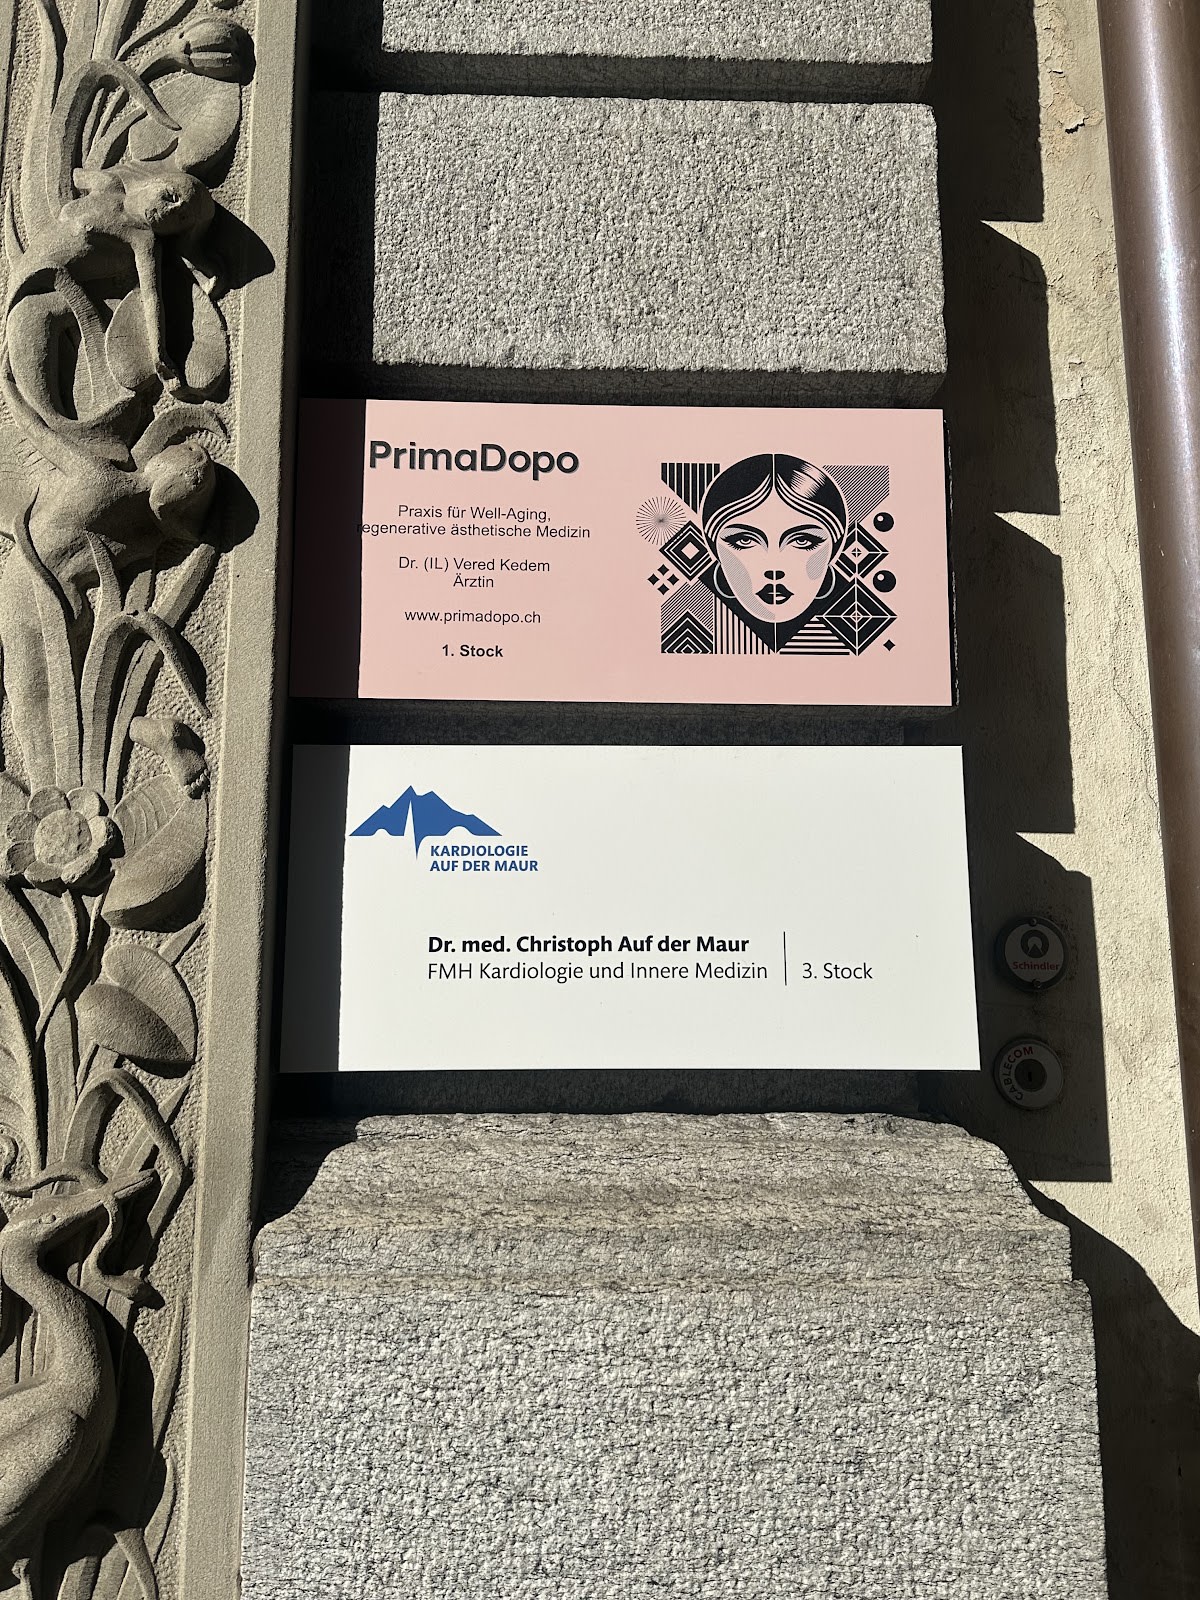 PrimaDopo
Praxis für Well-Aging,
regenerative ästhetische Medizin
Dr. (IL) Vered Kedem
Ärztin
www.primadopo.ch
1. Stock
KARDIOLOGIE
AUF DER MAUR
Dr. med. Christoph Auf der Maur
FMH Kardiologie und Innere Medizin
3. Stock
Schindler
CABLECOM